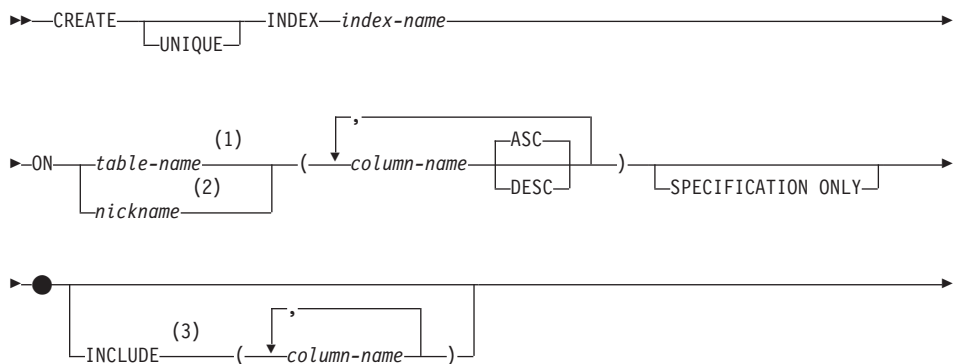 CREATE UNIQUE INDEX index-name
ON table-name (1) ( column-name , ASC DESC ) SPECIFICATION ONLY
nickname (2)
INCLUDE (3) ( column-name , )